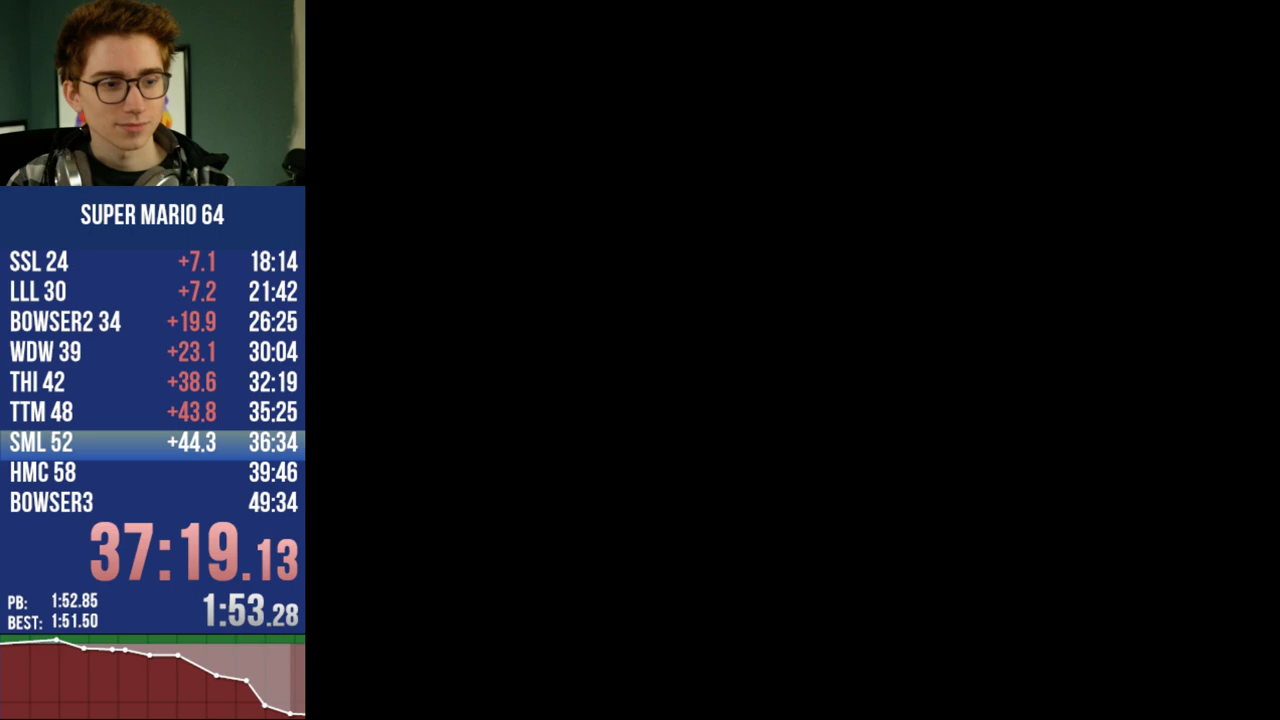 SUPER MARIO 64
SSL 24 +7.1 18:14
LLL 30 +7.2 21:42
BOWSER2 34 +19.9 26:25
WDW 39 +23.1 30:04
THI 42 +38.6 32:19
TTM 48 +43.8 35:25
SML 52 +44.3 36:34
HMC 58 39:46
BOWSER3 49:34
37:19.13
PB: 1:52.85
BEST: 1:51.50
1:53.28